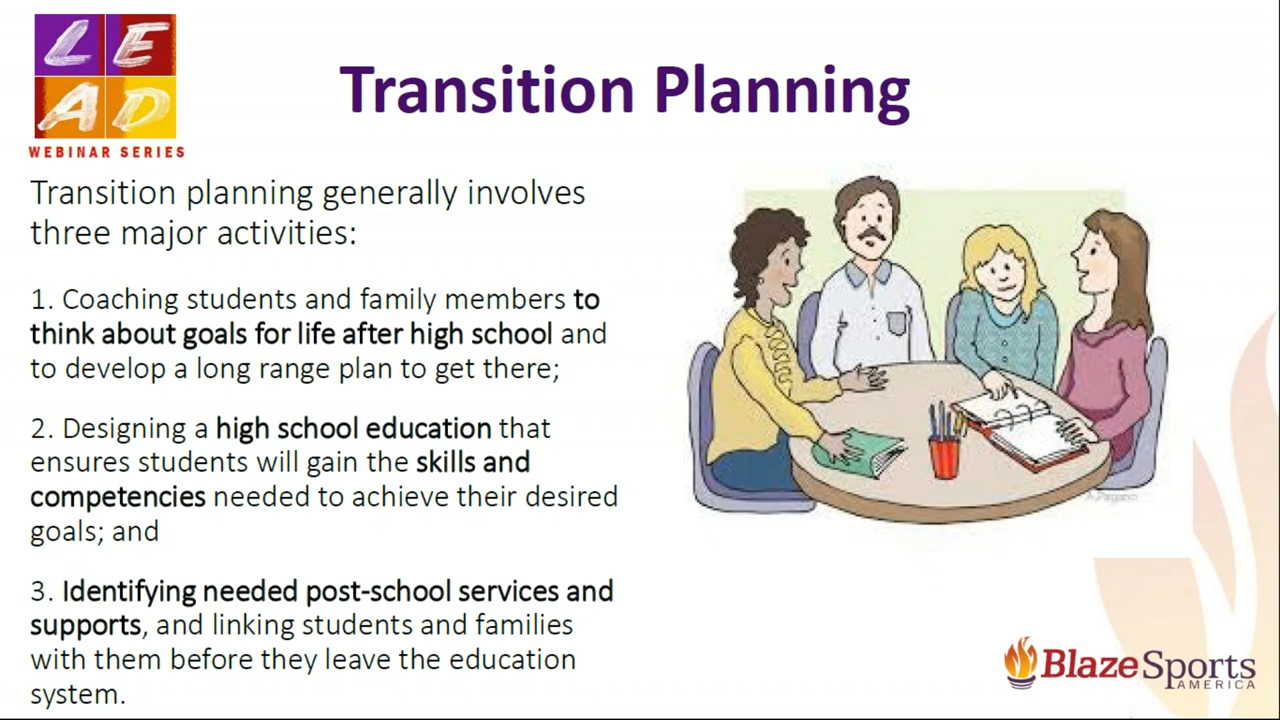 LEAD
WEBINAR SERIES
Transition Planning
Transition planning generally involves
three major activities:
1. Coaching students and family members to
think about goals for life after high school and
to develop a long range plan to get there;
2. Designing a high school education that
ensures students will gain the skills and
competencies needed to achieve their desired
goals; and
3. Identifying needed post-school services and
supports, and linking students and families
with them before they leave the education
system.
A.Pagano
BlazeSports
AMERICA